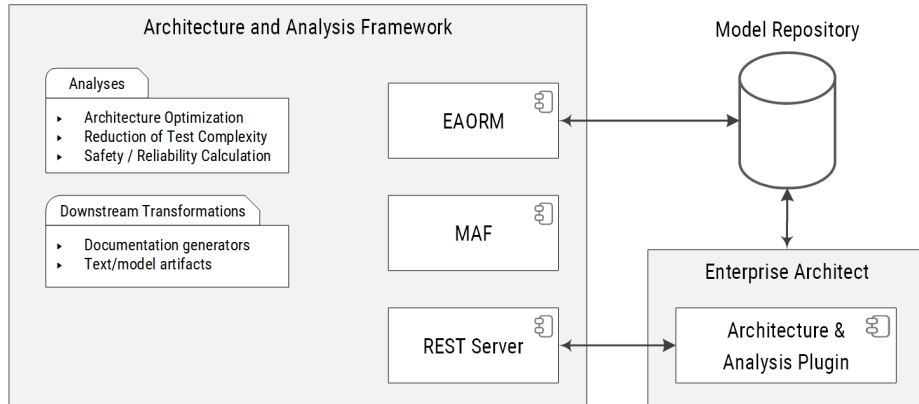 Architecture and Analysis Framework
Analyses
Architecture Optimization
Reduction of Test Complexity
Safety / Reliability Calculation
Downstream Transformations
Documentation generators
Text/model artifacts
EAORM
MAF
REST Server
Model Repository
Enterprise Architect
Architecture &
Analysis Plugin